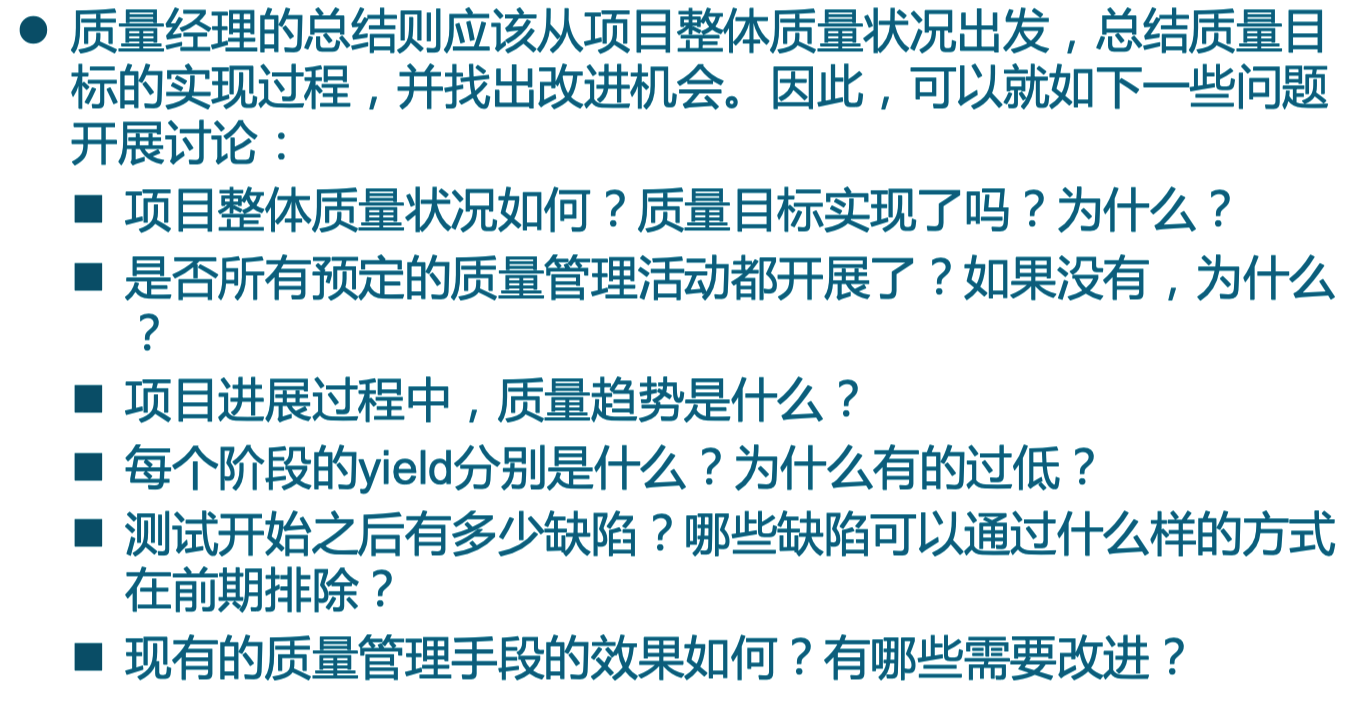 ● 质量经理的总结则应该从项目整体质量状况出发，总结质量目
标的实现过程，并找出改进机会。因此，可以就如下一些问题
开展讨论：
■ 项目整体质量状况如何？质量目标实现了吗？为什么？
■ 是否所有预定的质量管理活动都开展了？如果没有，为什么
？
■ 项目进展过程中，质量趋势是什么？
■ 每个阶段的yield分别是什么？为什么有的过低？
■ 测试开始之后有多少缺陷？哪些缺陷可以通过什么样的方式
在前期排除？
■ 现有的质量管理手段的效果如何？有哪些需要改进？